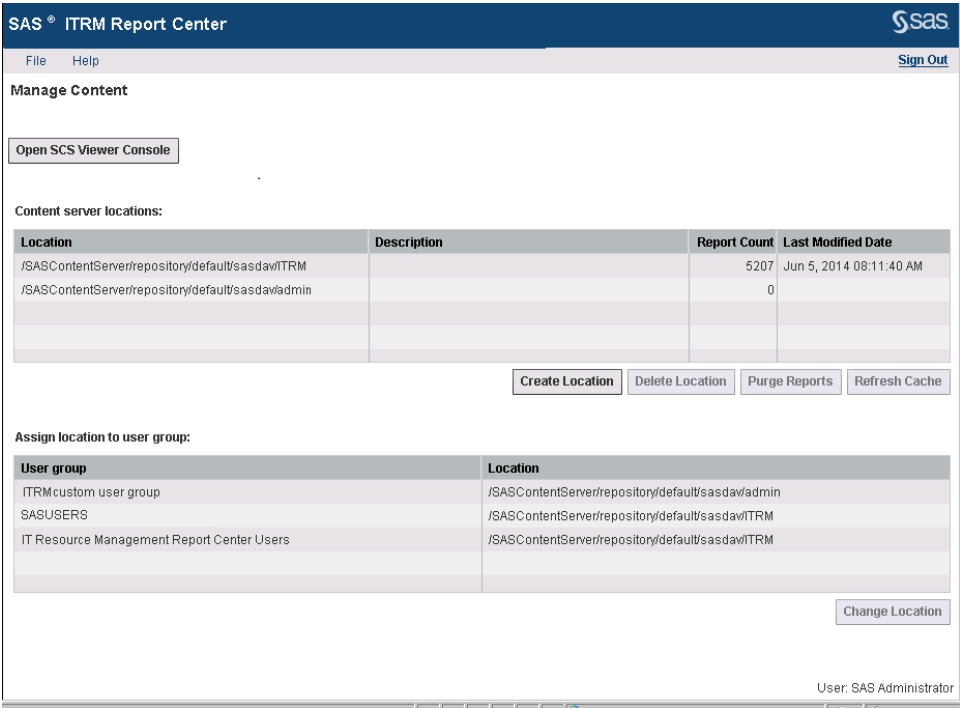 SAS ® ITRM Report Center
sas
File Help Sign Out
Manage Content
Open SCS Viewer Console
.
Content server locations:
Location Description Report Count Last Modified Date
/SASContentServer/repository/default/sasdav/ITRM 5207 Jun 5, 2014 08:11:40 AM
/SASContentServer/repository/default/sasdav/admin 0
Create Location Delete Location Purge Reports Refresh Cache
Assign location to user group:
User group Location
ITRMcustom user group /SASContentServer/repository/default/sasdav/admin
SASUSERS /SASContentServer/repository/default/sasdav/ITRM
IT Resource Management Report Center Users /SASContentServer/repository/default/sasdav/ITRM
Change Location
User: SAS Administrator